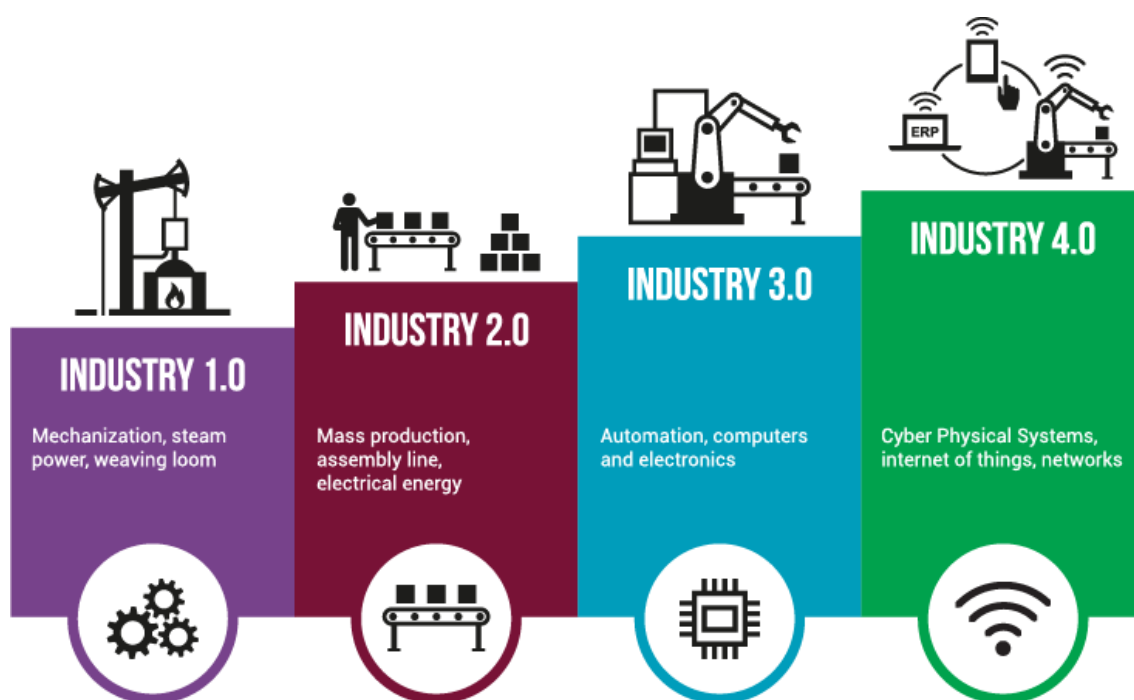 ERP
INDUSTRY 1.0
Mechanization, steam
power, weaving loom
INDUSTRY 2.0
Mass production,
assembly line,
electrical energy
INDUSTRY 3.0
Automation, computers
and electronics
INDUSTRY 4.0
Cyber Physical Systems,
internet of things, networks